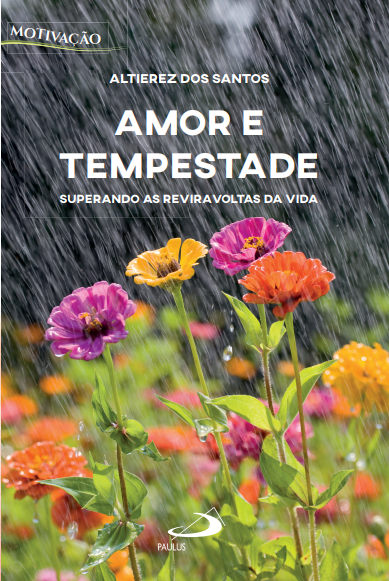 MOTIVAÇÃO
ALTIEREZ DOS SANTOS
AMOR E
TEMPESTADE
SUPERANDO AS REVIRAVOLTAS DA VIDA
PAULUS